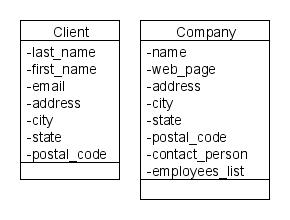 Client
-last_name
-first_name
-email
-address
-city
-state
-postal_code
Company
-name
-web_page
-address
-city
-state
-postal_code
-contact_person
-employees_list